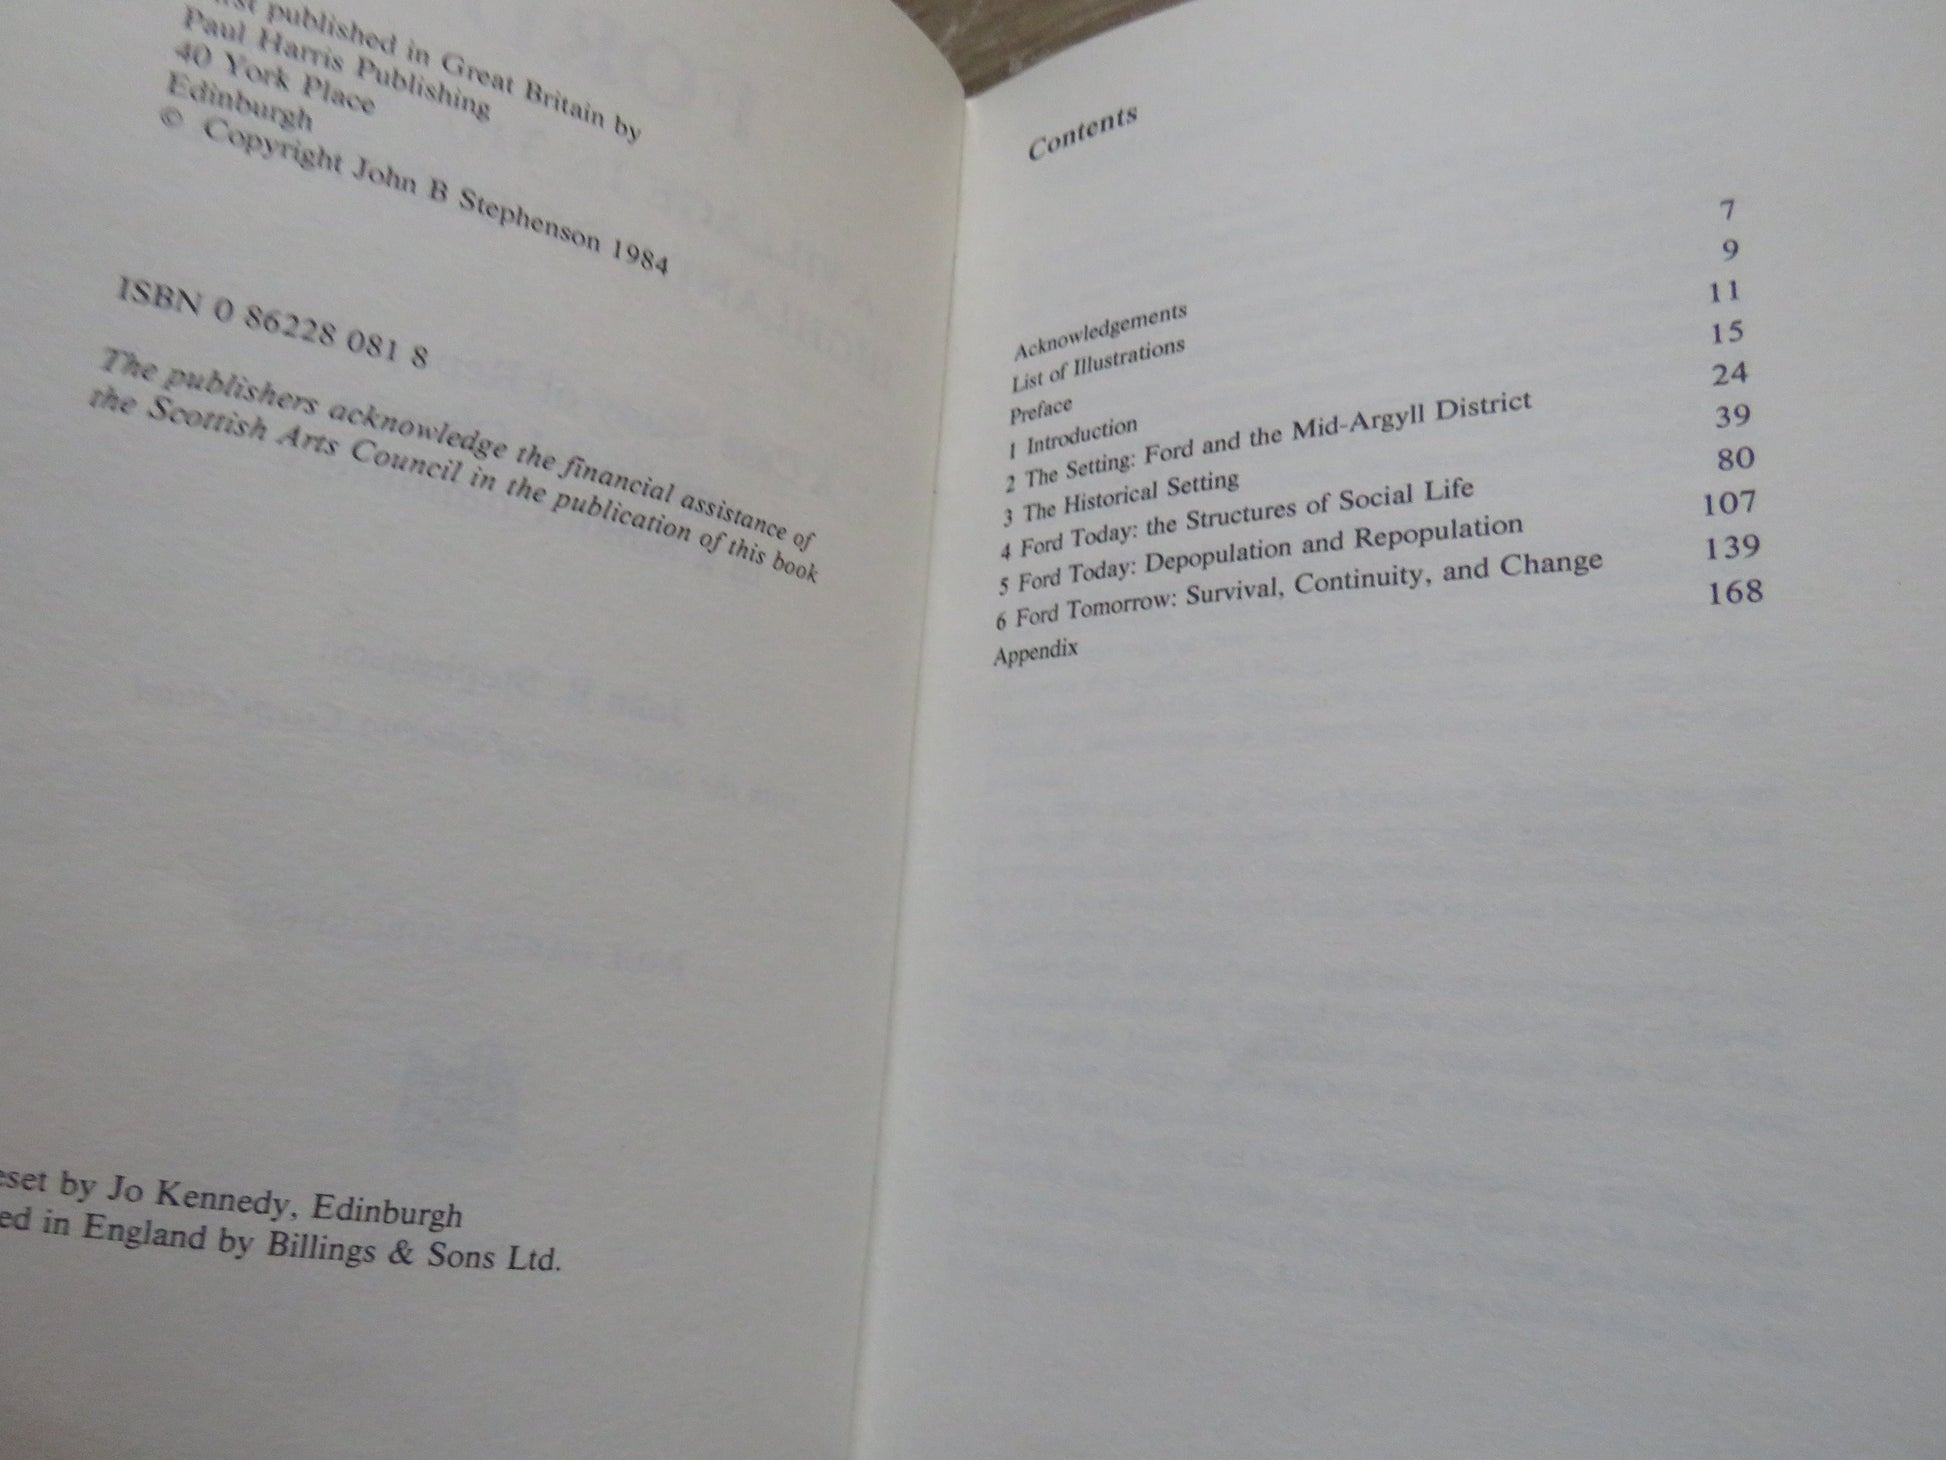 published in Great Britain by
Paul Harris Publishing
40 York Place
Edinburgh
© Copyright John B Stephenson 1984
ISBN 0 86228 081 8
The publishers acknowledge the financial assistance of
the Scottish Arts Council in the publication of this book
eset by Jo Kennedy, Edinburgh
ed in England by Billings & Sons Ltd.
Contents
Acknowledgements 7
List of Illustrations 9
Preface 11
1 Introduction 15
2 The Setting: Ford and the Mid-Argyll District 24
3 The Historical Setting 39
4 Ford Today: the Structures of Social Life 80
5 Ford Today: Depopulation and Repopulation 107
6 Ford Tomorrow: Survival, Continuity, and Change 139
Appendix 168